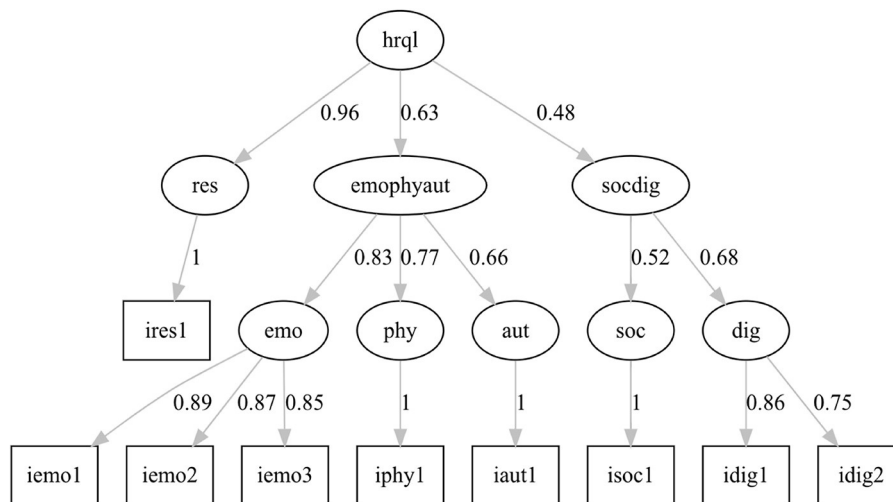 hrql
0.96 0.63 0.48
res emophyaut socdig
1 0.83 0.77 0.66 0.52 0.68
ires1 emo phy aut soc dig
0.89 0.87 0.85 1 1 1 0.86 0.75
iemo1 iemo2 iemo3 iphy1 iaut1 isoc1 idig1 idig2